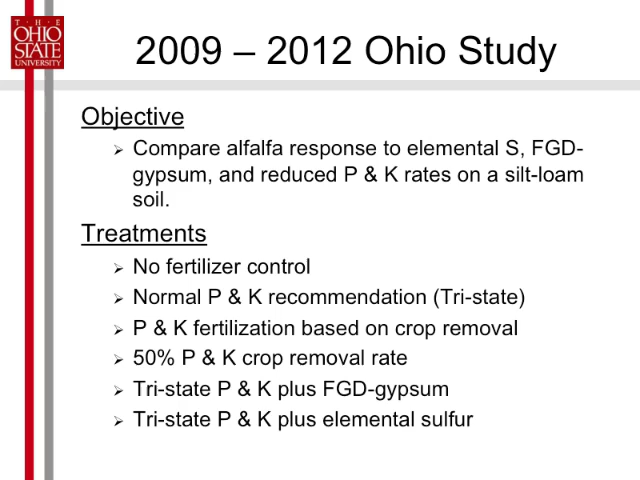 T · H · E
OHIO
STATE
UNIVERSITY
2009 – 2012 Ohio Study
Objective
Compare alfalfa response to elemental S, FGD-
gypsum, and reduced P & K rates on a silt-loam
soil.
Treatments
No fertilizer control
Normal P & K recommendation (Tri-state)
P & K fertilization based on crop removal
50% P & K crop removal rate
Tri-state P & K plus FGD-gypsum
Tri-state P & K plus elemental sulfur